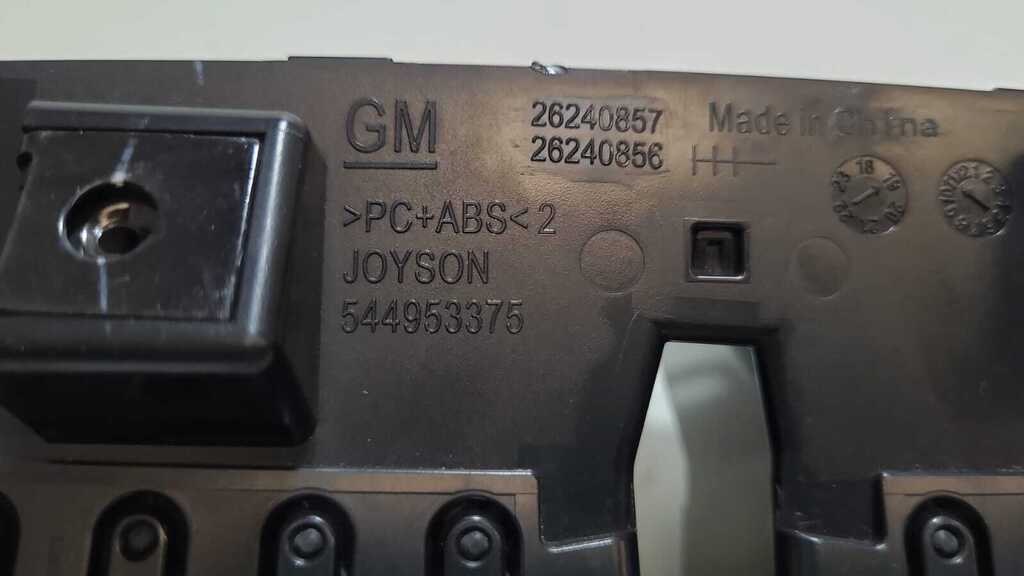 GM
26240857
26240856
Made in China
>PC+ABS<2
JOYSON
544953375